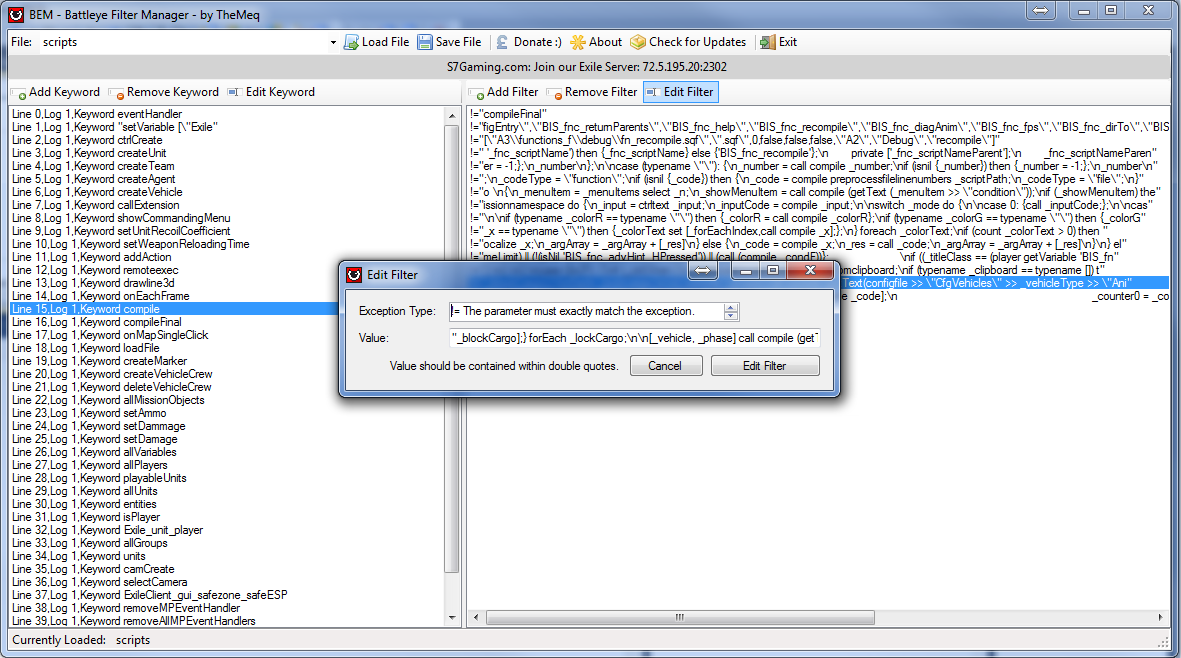 BEM - Battleye Filter Manager - by TheMeq
File: scripts Load File Save File Donate :) About Check for Updates Exit
S7Gaming.com: Join our Exile Server: 72.5.195.20:2302
Add Keyword Remove Keyword Edit Keyword
Add Filter Remove Filter Edit Filter
Line 0,Log 1,Keyword eventHandler
Line 1,Log 1,Keyword "setVariable [\"Exile"
Line 2,Log 1,Keyword ctrlCreate
Line 3,Log 1,Keyword createUnit
Line 4,Log 1,Keyword createTeam
Line 5,Log 1,Keyword createAgent
Line 6,Log 1,Keyword createVehicle
Line 7,Log 1,Keyword callExtension
Line 8,Log 1,Keyword showCommandingMenu
Line 9,Log 1,Keyword setUnitRecoilCoefficient
Line 10,Log 1,Keyword setWeaponReloadingTime
Line 11,Log 1,Keyword addAction
Line 12,Log 1,Keyword remoteexec
Line 13,Log 1,Keyword drawline3d
Line 14,Log 1,Keyword onEachFrame
Line 15,Log 1,Keyword compile
Line 16,Log 1,Keyword compileFinal
Line 17,Log 1,Keyword onMapSingleClick
Line 18,Log 1,Keyword loadFile
Line 19,Log 1,Keyword createMarker
Line 20,Log 1,Keyword createVehicleCrew
Line 21,Log 1,Keyword deleteVehicleCrew
Line 22,Log 1,Keyword allMissionObjects
Line 23,Log 1,Keyword setAmmo
Line 24,Log 1,Keyword setDammage
Line 25,Log 1,Keyword setDamage
Line 26,Log 1,Keyword allVariables
Line 27,Log 1,Keyword allPlayers
Line 28,Log 1,Keyword playableUnits
Line 29,Log 1,Keyword allUnits
Line 30,Log 1,Keyword entities
Line 31,Log 1,Keyword isPlayer
Line 32,Log 1,Keyword Exile_unit_player
Line 33,Log 1,Keyword allGroups
Line 34,Log 1,Keyword units
Line 35,Log 1,Keyword camCreate
Line 36,Log 1,Keyword selectCamera
Line 37,Log 1,Keyword ExileClient_gui_safezone_safeESP
Line 38,Log 1,Keyword removeMPEventHandler
Line 39,Log 1,Keyword removeAllMPEventHandlers
!="compileFinal"
!="figEntry\",\"BIS_fnc_returnParents\",\"BIS_fnc_help\",\"BIS_fnc_recompile\",\"BIS_fnc_diagAnim\",\"BIS_fnc_fps\",\"BIS_fnc_dirTo\",\"BIS
!="[\"A3\\functions_f\\debug\\fn_recompile.sqf\",\".sqf\",0,false,false,false,\"A2\",\"Debug\",\"recompile\"]"
!=" '_fnc_scriptName') then {_fnc_scriptName} else {'BIS_fnc_recompile'};\n private ['_fnc_scriptNameParent'];\n _fnc_scriptNameParen"
!="er = -1;};\n_number\n};\n\ncase (typename \"\"): {\n_number = call compile _number;\nif (isnil {_number}) then {_number = -1;};\n_number\n"
!=";\n_codeType = \"function\";\nif (isnil {_code}) then {\n_code = compile preprocessfilelinenumbers _scriptPath;\n_codeType = \"file\";\n}"
!="o \n{\n_menuItem = _menuItems select _n;\n_showMenuItem = call compile (getText (_menuItem >> \"condition\"));\nif (_showMenuItem) the"
!="issionnamespace do {\n_input = ctrltext _input;\n_inputCode = compile _input;\n\nswitch _mode do {\n\ncase 0: {call _inputCode;};\n\ncas"
!="\n\nif (typename _colorR == typename \"\") then {_colorR = call compile _colorR};\nif (typename _colorG == typename \"\") then {_colorG"
!="_x == typename \"\") then {_colorText set [_forEachIndex,call compile _x];};\n} foreach _colorText;\nif (count _colorText > 0) then "
!="ocalize _x;\n_argArray = _argArray + [_res]\n} else {\n_code = compile _x;\n_res = call _code;\n_argArray = _argArray + [_res]\n}\n} el"
!="meLimit) || (!(isNil 'BIS_fnc_advHint_HPressed')) || (call (compile _condF))}; \nif ((_titleClass == (player getVariable 'BIS_fn"
omclipboard;\nif (typename _clipboard == typename []) t"
Text(configfile >> \"CfgVehicles\" >> _vehicleType >> \"Ani"
e _code];\n _counter0 = _co
Edit Filter
Exception Type: != The parameter must exactly match the exception.
Value: "_blockCargo];} forEach _lockCargo;\n\n[_vehicle, _phase] call compile (get
Value should be contained within double quotes. Cancel Edit Filter
Currently Loaded: scripts